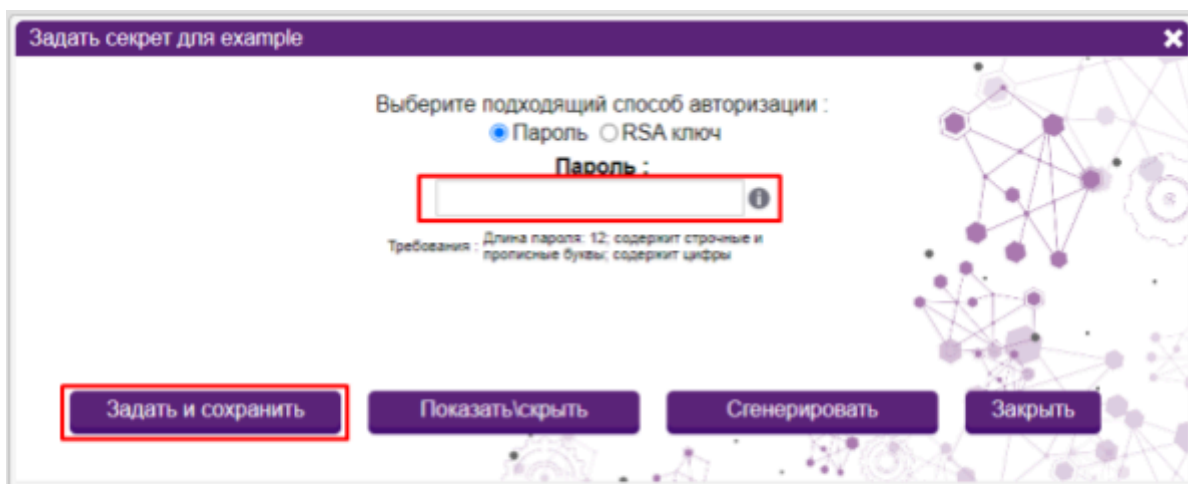 Задать секрет для example
Выберите подходящий способ авторизации :
Пароль RSA ключ
Пароль :
Требования : Длина пароля: 12; содержит строчные и
прописные буквы; содержит цифры
Задать и сохранить Показать\скрыть Сгенерировать Закрыть